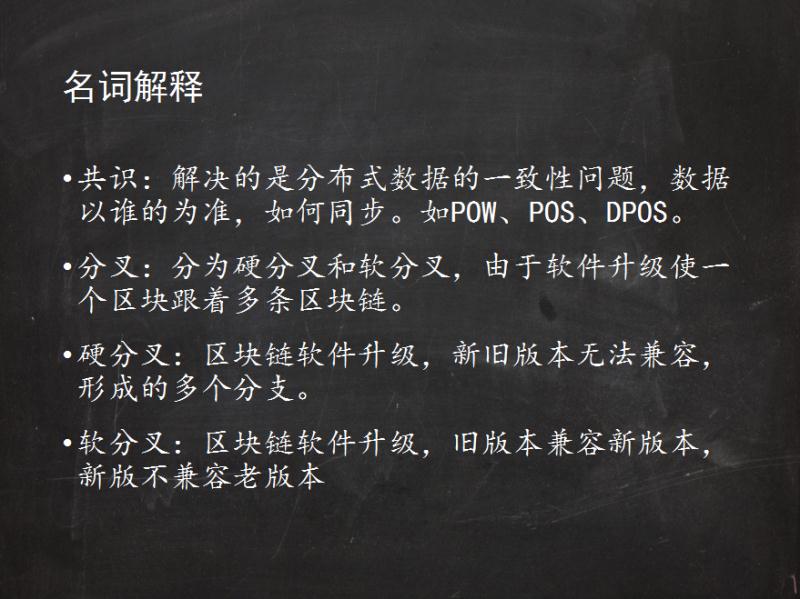 名词解释
•共识：解决的是分布式数据的一致性问题，数据
以谁的为准，如何同步。如POW、POS、DPOS。
•分叉：分为硬分叉和软分叉，由于软件升级使一
个区块跟着多条区块链。
•硬分叉：区块链软件升级，新旧版本无法兼容，
形成的多个分支。
•软分叉：区块链软件升级，旧版本兼容新版本，
新版不兼容老版本